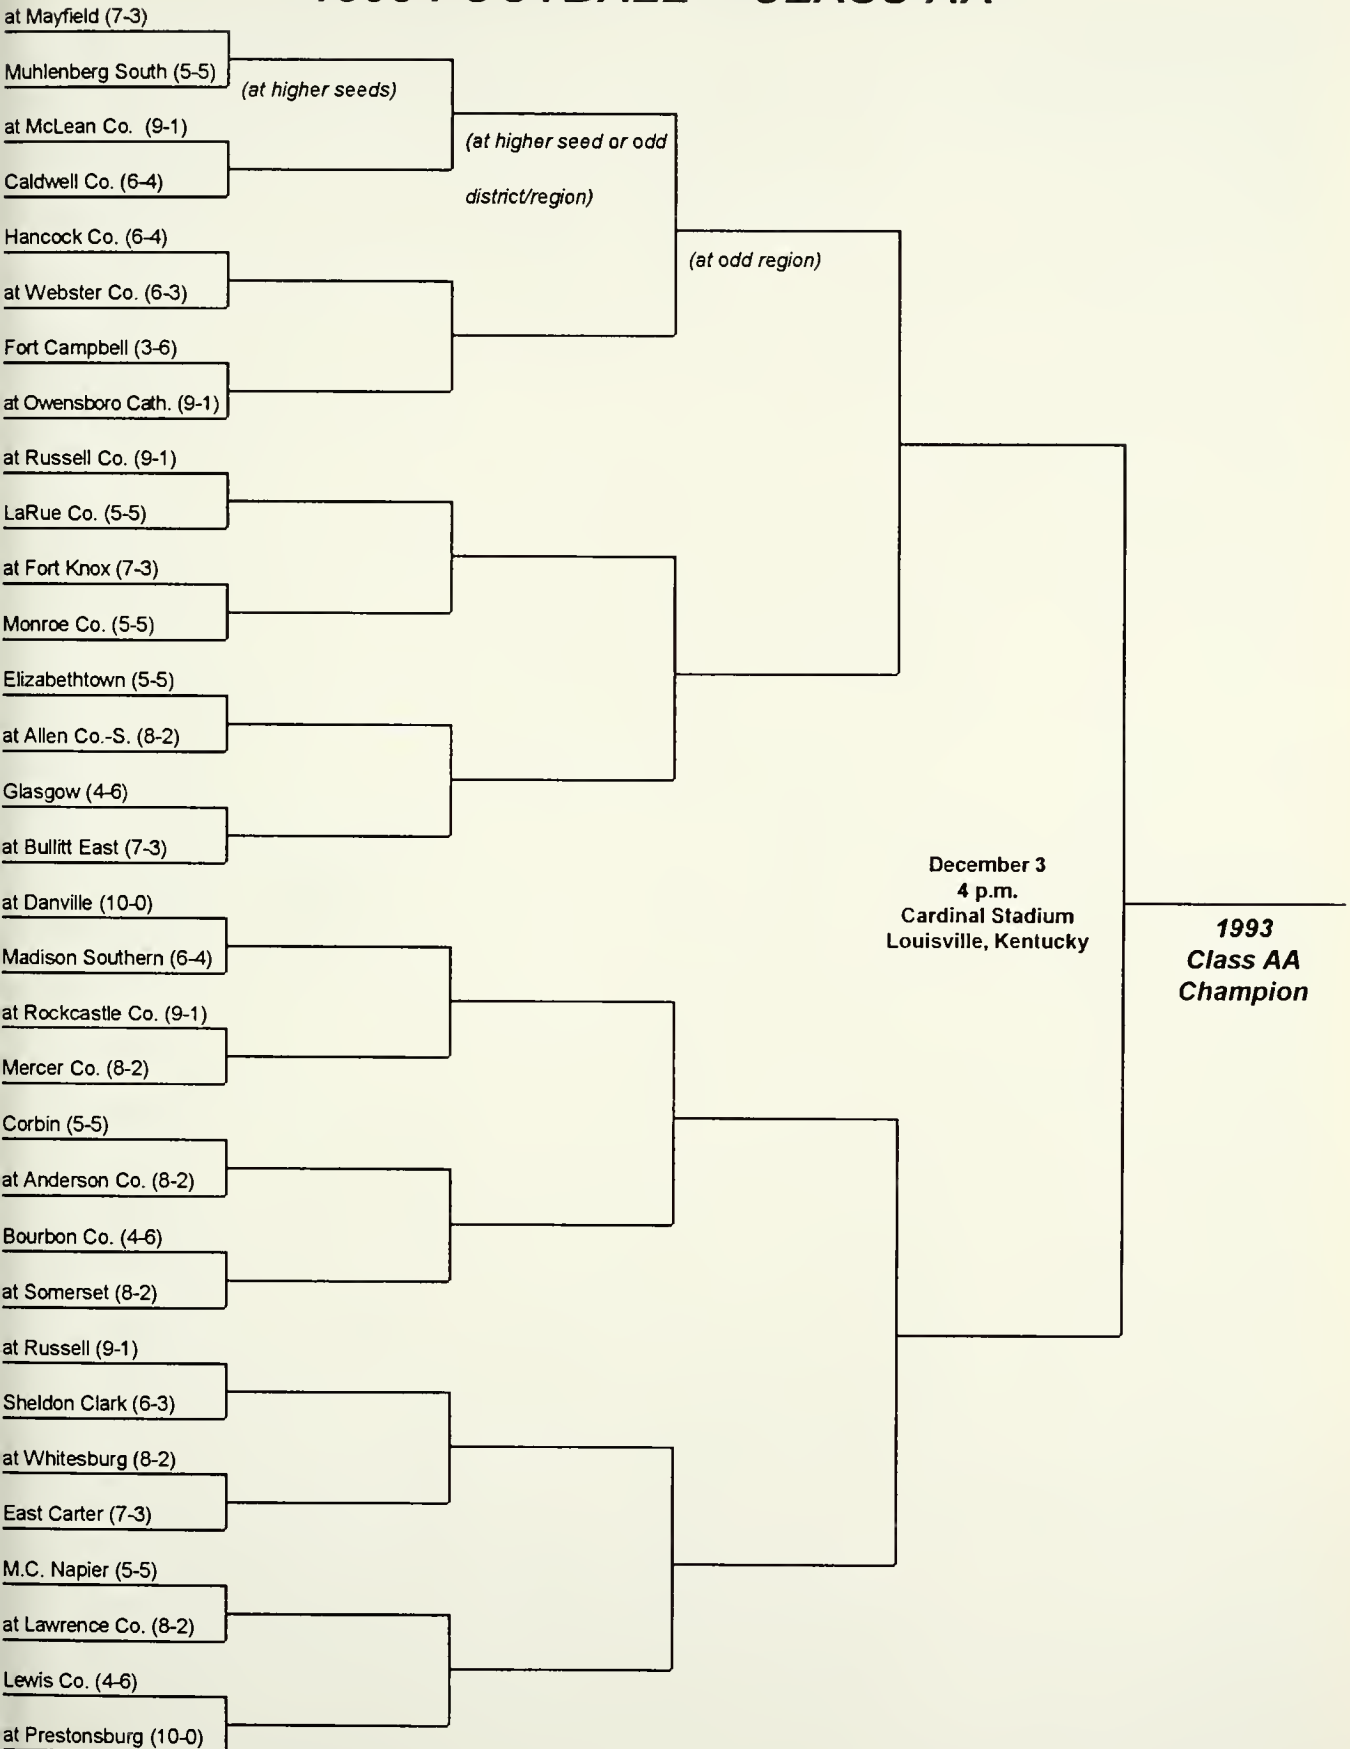 at Mayfield (7-3)
Muhlenberg South (5-5)
(at higher seeds)
at McLean Co. (9-1)
(at higher seed or odd
district/region)
Caldwell Co. (6-4)
Hancock Co. (6-4)
(at odd region)
at Webster Co. (6-3)
Fort Campbell (3-6)
at Owensboro Cath. (9-1)
at Russell Co. (9-1)
LaRue Co. (5-5)
at Fort Knox (7-3)
Monroe Co. (5-5)
Elizabethtown (5-5)
at Allen Co.-S. (8-2)
Glasgow (4-6)
at Bullitt East (7-3)
December 3
4 p.m.
Cardinal Stadium
Louisville, Kentucky
1993
Class AA
Champion
at Danville (10-0)
Madison Southern (6-4)
at Rockcastle Co. (9-1)
Mercer Co. (8-2)
Corbin (5-5)
at Anderson Co. (8-2)
Bourbon Co. (4-6)
at Somerset (8-2)
at Russell (9-1)
Sheldon Clark (6-3)
at Whitesburg (8-2)
East Carter (7-3)
M.C. Napier (5-5)
at Lawrence Co. (8-2)
Lewis Co. (4-6)
at Prestonsburg (10-0)